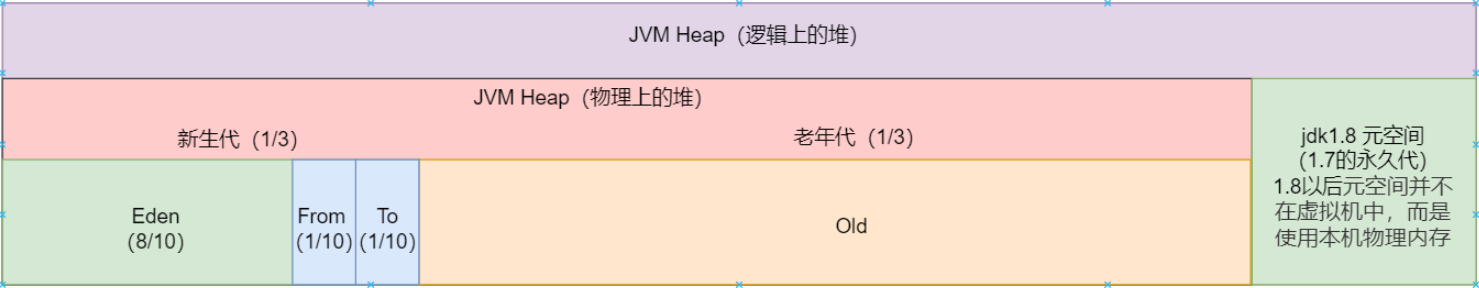 JVM Heap（逻辑上的堆）
JVM Heap（物理上的堆）
新生代（1/3）
老年代（1/3）
Eden
(8/10)
From
(1/10)
To
(1/10)
Old
jdk1.8 元空间
（1.7的永久代）
1.8以后元空间并不
在虚拟机中，而是
使用本机物理内存